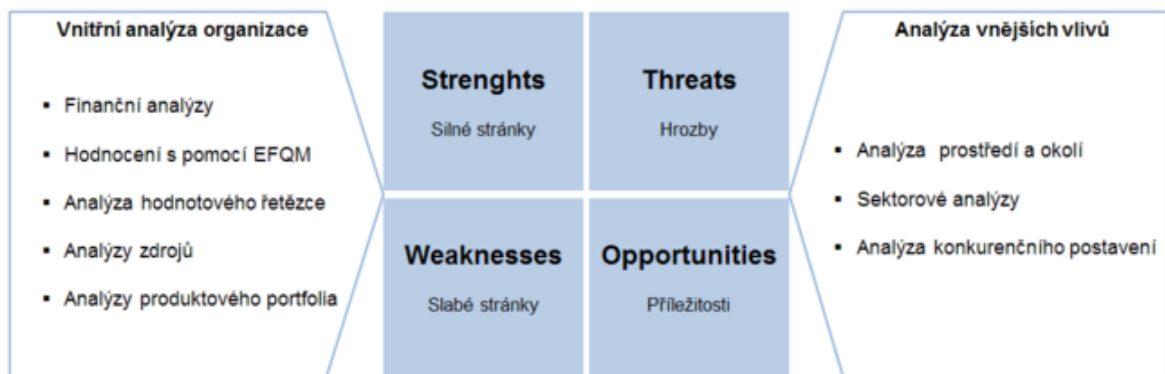 Vnitřní analýza organizace
▪ Finanční analýzy
▪ Hodnocení s pomocí EFQM
▪ Analýza hodnotového řetězce
▪ Analýzy zdrojů
▪ Analýzy produktového portfolia
Strenghts
Silné stránky
Threats
Hrozby
Weaknesses
Slabé stránky
Opportunities
Příležitosti
Analýza vnějších vlivů
▪ Analýza prostředí a okolí
▪ Sektorové analýzy
▪ Analýza konkurenčního postavení